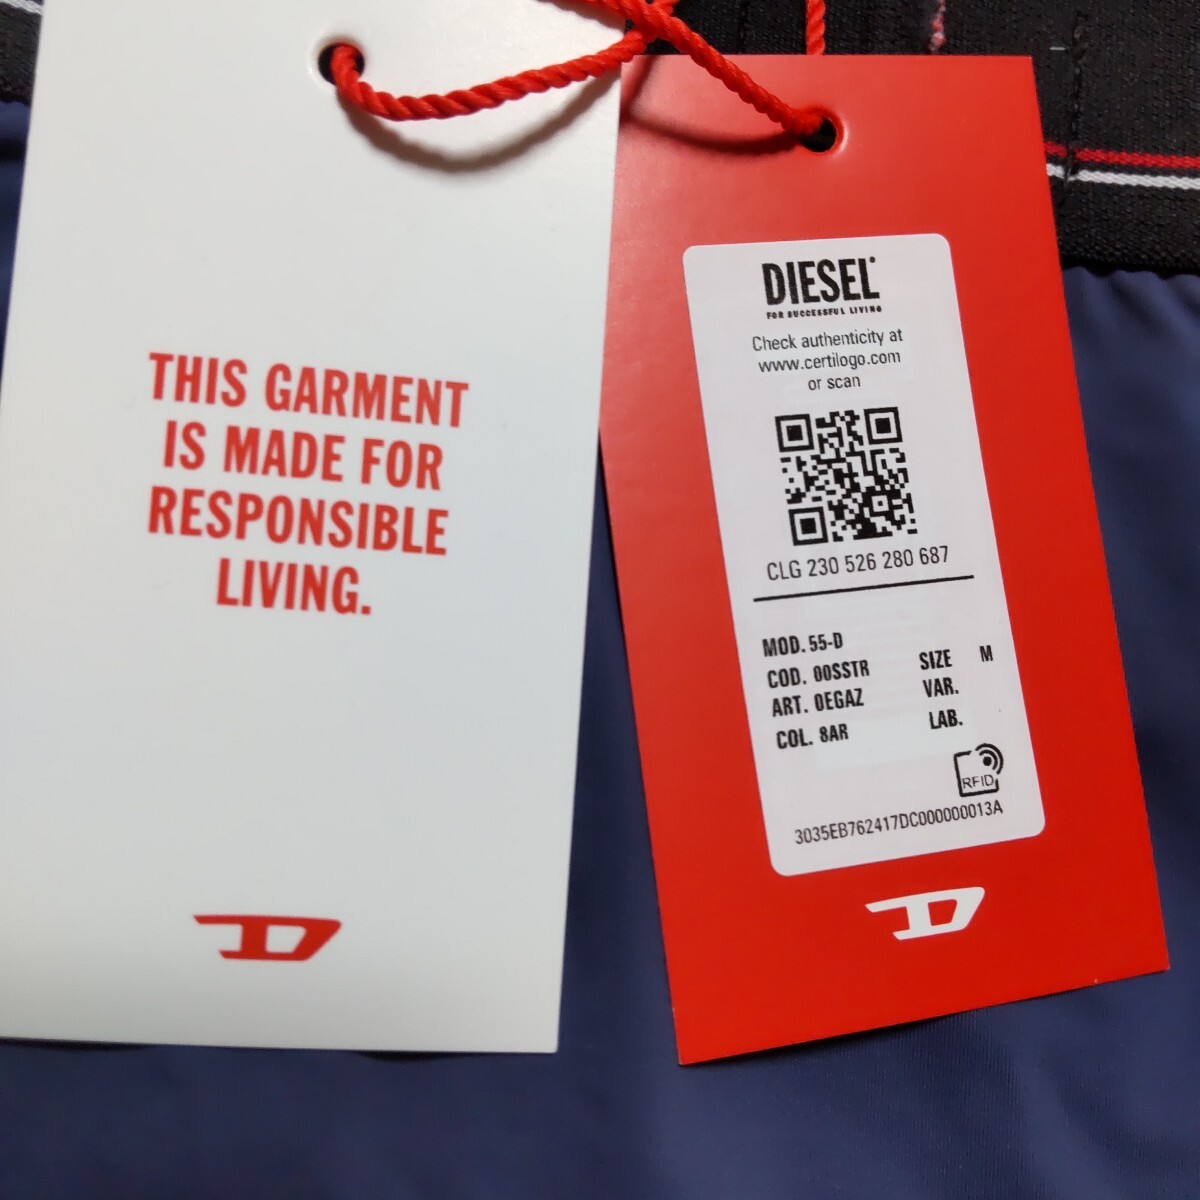 THIS GARMENT
IS MADE FOR
RESPONSIBLE
LIVING.
D
DIESEL
FOR SUCCESSFUL LIVING
Check authenticity at
www.certilogo.com
or scan
CLG 230 526 280 687
MOD. 55-D
COD. 00SSTR SIZE M
ART. 0EGAZ VAR.
COL. 8AR LAB.
RFID
3035EB762417DC000000013A
D